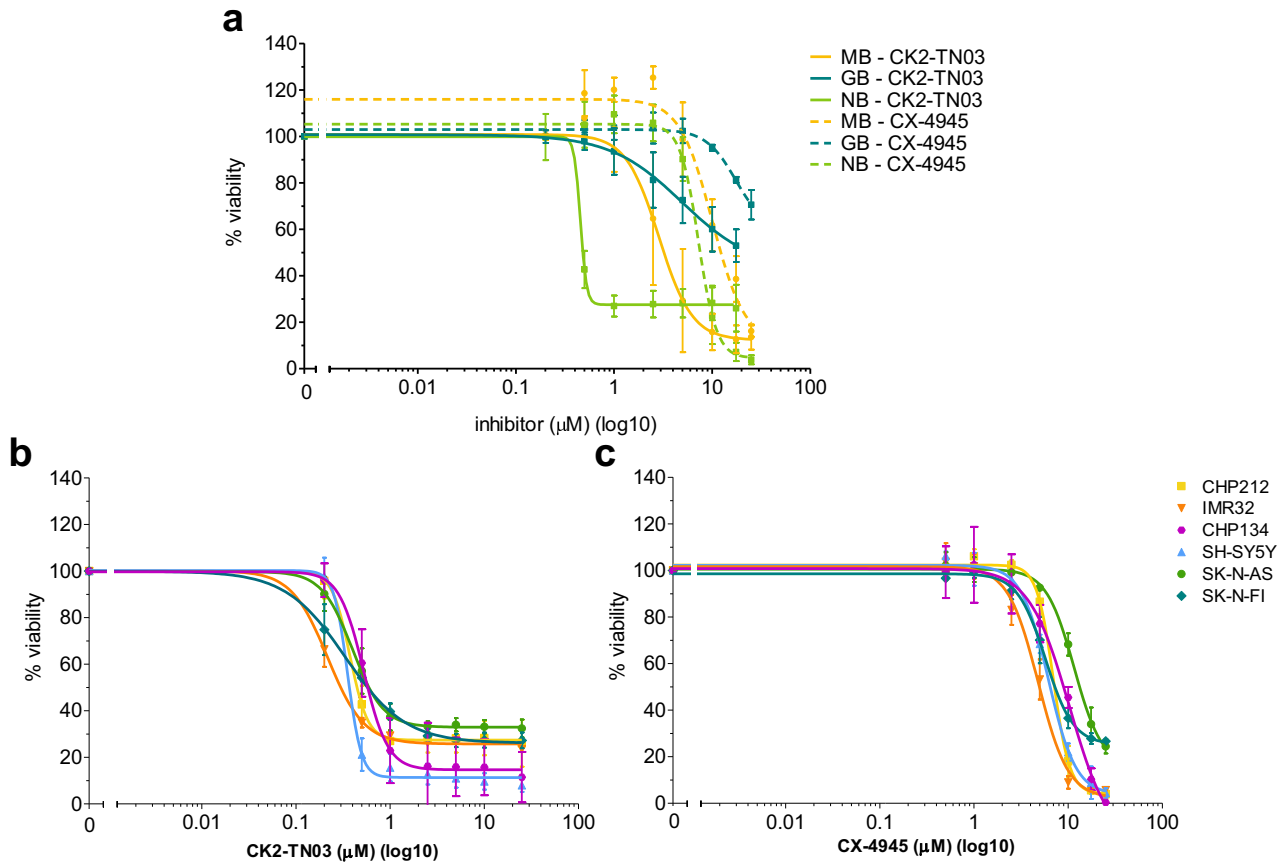 a
140
120
100
80
60
40
20
0
% viability
0
0.01
0.1
1
10
100
inhibitor (μM) (log10)
MB - CK2-TN03
GB - CK2-TN03
NB - CK2-TN03
MB - CX-4945
GB - CX-4945
NB - CX-4945
b
140
120
100
80
60
40
20
0
% viability
0
0.01
0.1
1
10
100
CK2-TN03 (μM) (log10)
c
140
120
100
80
60
40
20
0
% viability
0
0.01
0.1
1
10
100
CX-4945 (μM) (log10)
CHP212
IMR32
CHP134
SH-SY5Y
SK-N-AS
SK-N-FI